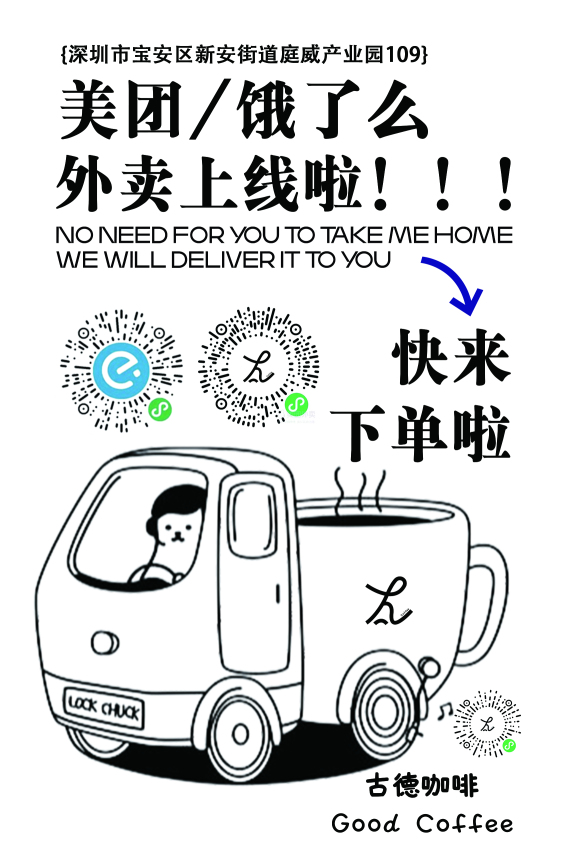 {深圳市宝安区新安街道庭威产业园109}
美团/饿了么
外卖上线啦！！！
NO NEED FOR YOU TO TAKE ME HOME
WE WILL DELIVER IT TO YOU
快来
下单啦
LOCK CHUCK
古德咖啡
Good Coffee